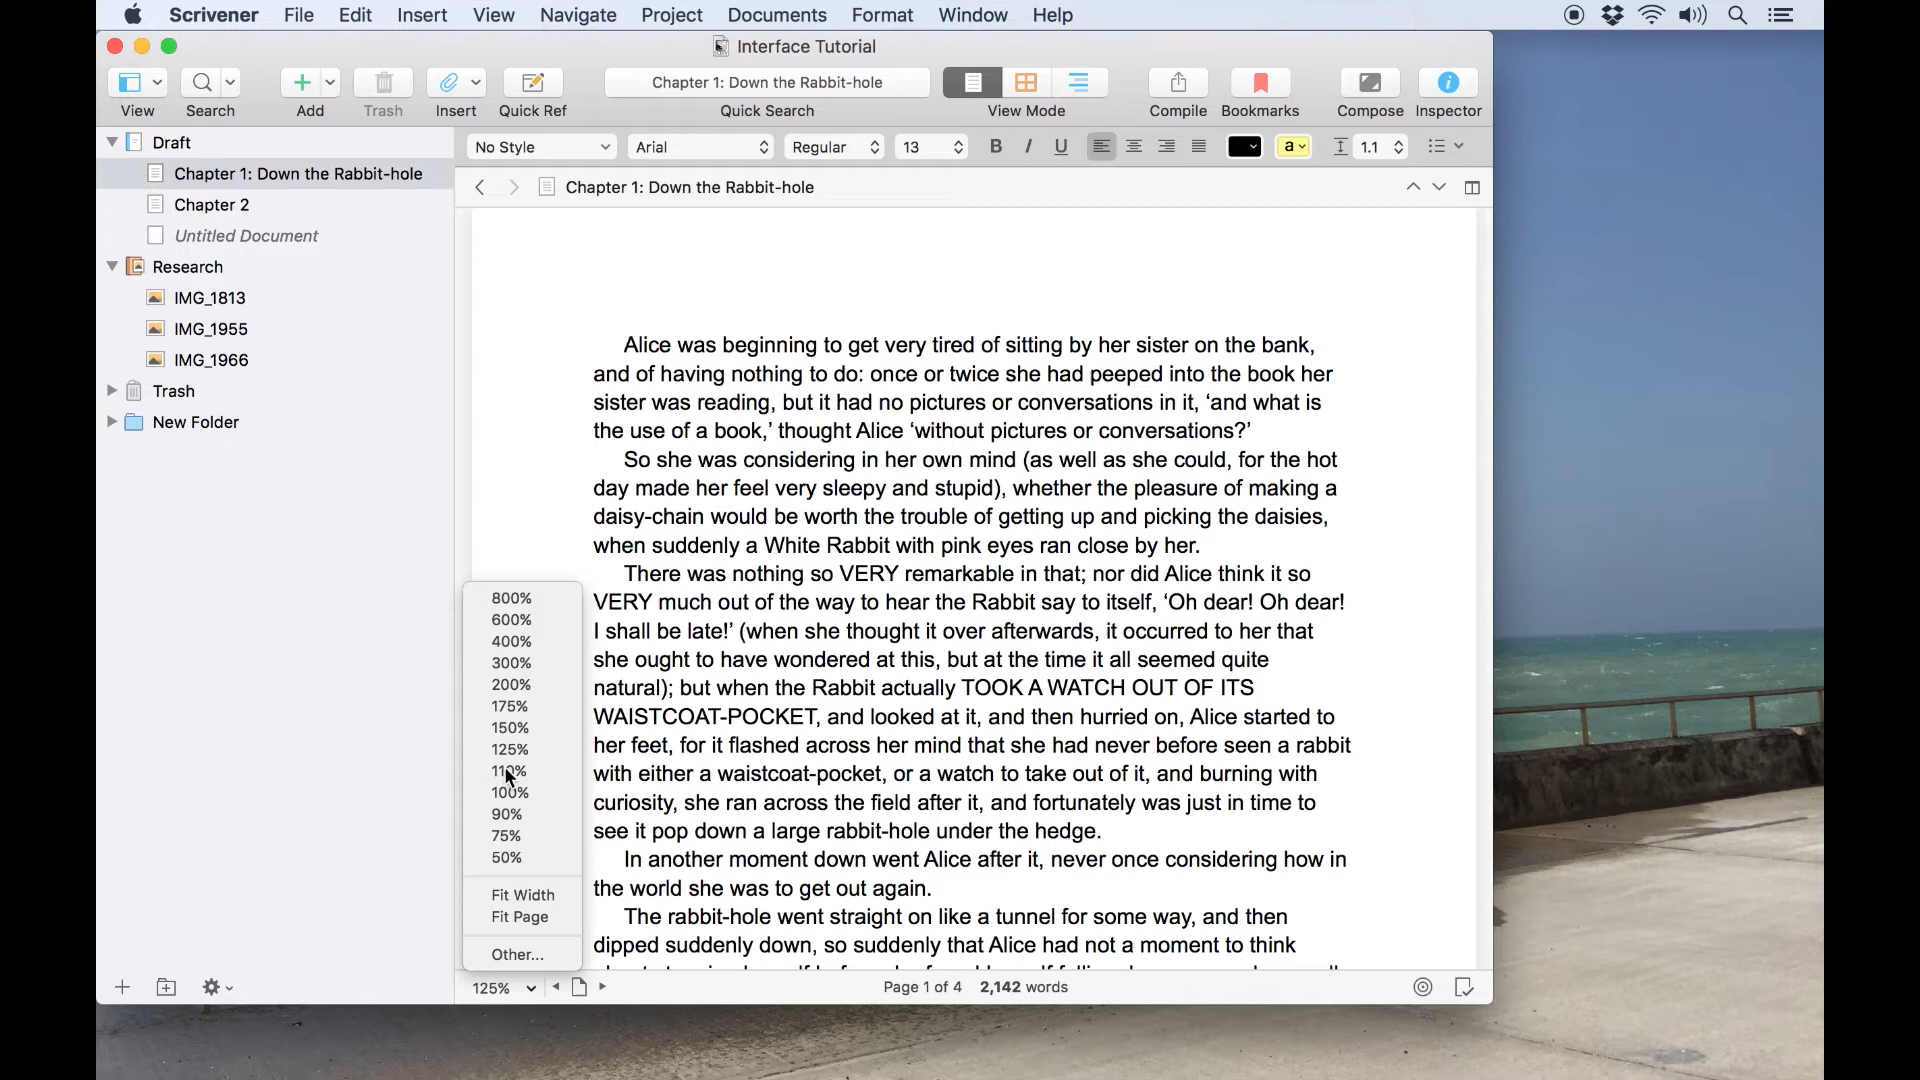 Scrivener File Edit Insert View Navigate Project Documents Format Window Help
Interface Tutorial
Chapter 1: Down the Rabbit-hole
View Search Add Trash Insert Quick Ref Quick Search View Mode Compile Bookmarks Compose Inspector
Draft
Chapter 1: Down the Rabbit-hole
Chapter 2
Untitled Document
Research
IMG_1813
IMG_1955
IMG_1966
Trash
New Folder
No Style Arial Regular 13 B I U a 1.1
Chapter 1: Down the Rabbit-hole
Alice was beginning to get very tired of sitting by her sister on the bank,
and of having nothing to do: once or twice she had peeped into the book her
sister was reading, but it had no pictures or conversations in it, ‘and what is
the use of a book,’ thought Alice ‘without pictures or conversations?’
So she was considering in her own mind (as well as she could, for the hot
day made her feel very sleepy and stupid), whether the pleasure of making a
daisy-chain would be worth the trouble of getting up and picking the daisies,
when suddenly a White Rabbit with pink eyes ran close by her.
There was nothing so VERY remarkable in that; nor did Alice think it so
VERY much out of the way to hear the Rabbit say to itself, ‘Oh dear! Oh dear!
I shall be late!’ (when she thought it over afterwards, it occurred to her that
she ought to have wondered at this, but at the time it all seemed quite
natural); but when the Rabbit actually TOOK A WATCH OUT OF ITS
WAISTCOAT-POCKET, and looked at it, and then hurried on, Alice started to
her feet, for it flashed across her mind that she had never before seen a rabbit
with either a waistcoat-pocket, or a watch to take out of it, and burning with
curiosity, she ran across the field after it, and fortunately was just in time to
see it pop down a large rabbit-hole under the hedge.
In another moment down went Alice after it, never once considering how in
the world she was to get out again.
The rabbit-hole went straight on like a tunnel for some way, and then
dipped suddenly down, so suddenly that Alice had not a moment to think
800%
600%
400%
300%
200%
175%
150%
125%
110%
100%
90%
75%
50%
Fit Width
Fit Page
Other...
125% Page 1 of 4 2,142 words